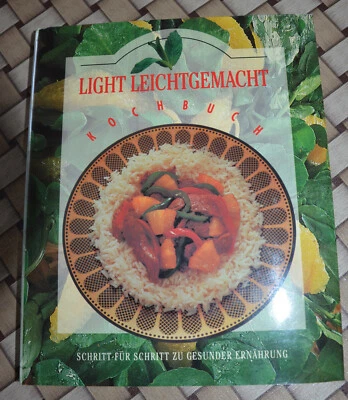 LIGHT LEICHTGEMACHT
KOCHBUCH
SCHRITT FÜR SCHRITT ZU GESUNDER ERNÄHRUNG